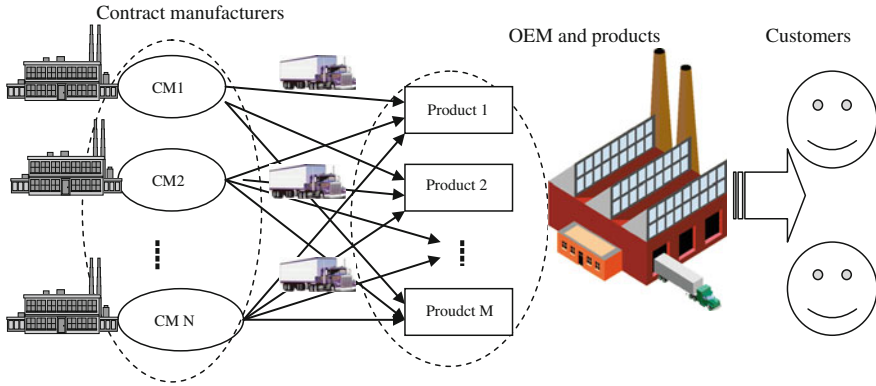 Contract manufacturers
OEM and products
Customers
CM1
Product 1
CM2
Product 2
CM N
Proudct M